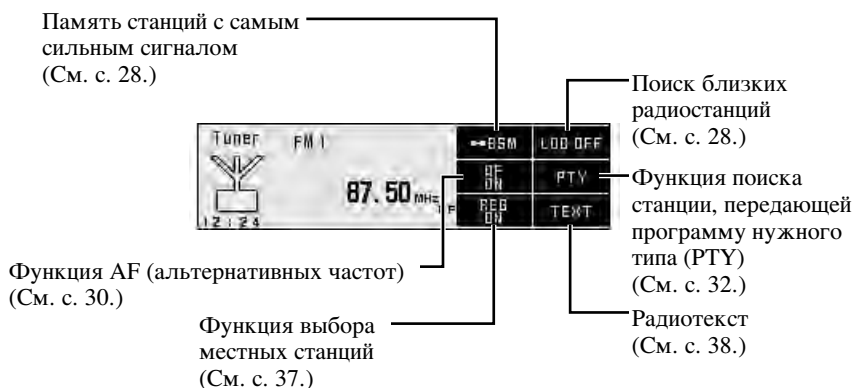 Память станций с самым
сильным сигналом
(См. с. 28.)
Поиск близких
радиостанций
(См. с. 28.)
Tuner FM 1
87.50 MHz
12:24
BSM
LOC OFF
AF
ON
PTY
REG
ON
TEXT
Функция поиска
станции, передающей
программу нужного
типа (PTY)
(См. с. 32.)
Функция AF (альтернативных частот)
(См. с. 30.)
Радиотекст
(См. с. 38.)
Функция выбора
местных станций
(См. с. 37.)